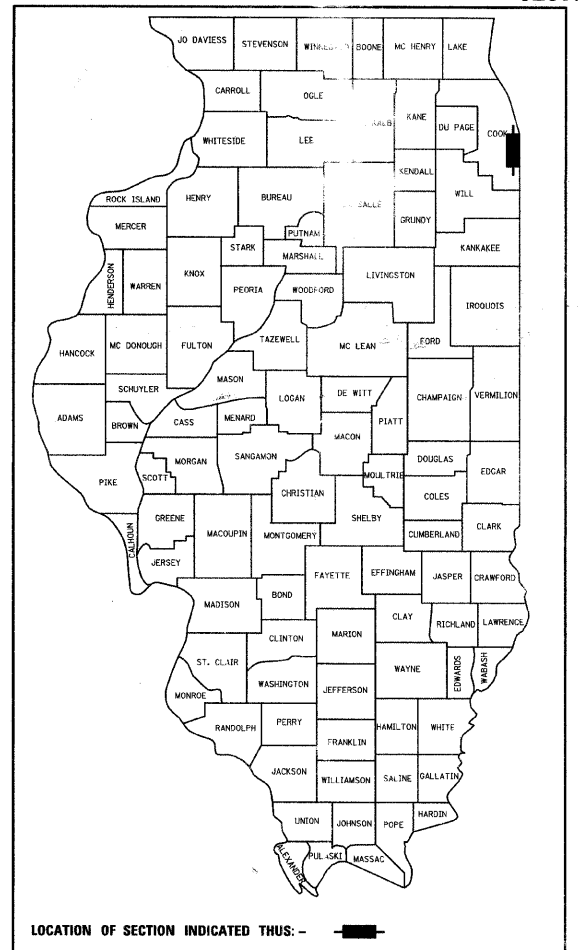 JO DAVIESS STEVENSON BOONE MC HENRY LAKE
CARROLL OGLE KANE DU PAGE COOK
WHITESIDE LEE
KENDALL
ROCK ISLAND HENRY BUREAU GRUNDY WILL
MERCER PUTNAM
STARK MARSHALL KANKAKEE
HENDERSON WARREN KNOX PEORIA WOODFORD LIVINGSTON IROQUOIS
HANCOCK MC DONOUGH FULTON TAZEWELL MC LEAN FORD
MASON
SCHUYLER LOGAN DE WITT CHAMPAIGN VERMILION
ADAMS BROWN CASS MENARD MACON PIATT
SANGAMON DOUGLAS
PIKE SCOTT MORGAN CHRISTIAN MOULTRIE EDGAR
COLES
CALHOUN GREENE MACOUPIN MONTGOMERY SHELBY CUMBERLAND CLARK
JERSEY FAYETTE EFFINGHAM JASPER CRAWFORD
MADISON BOND
CLAY RICHLAND LAWRENCE
CLINTON MARION
ST. CLAIR WAYNE EDWARDS WABASH
WASHINGTON JEFFERSON
MONROE
RANDOLPH PERRY HAMILTON WHITE
FRANKLIN
JACKSON WILLIAMSON SALINE GALLATIN
UNION JOHNSON POPE HARDIN
ALEXANDER PULASKI MASSAC
LOCATION OF SECTION INDICATED THUS: -